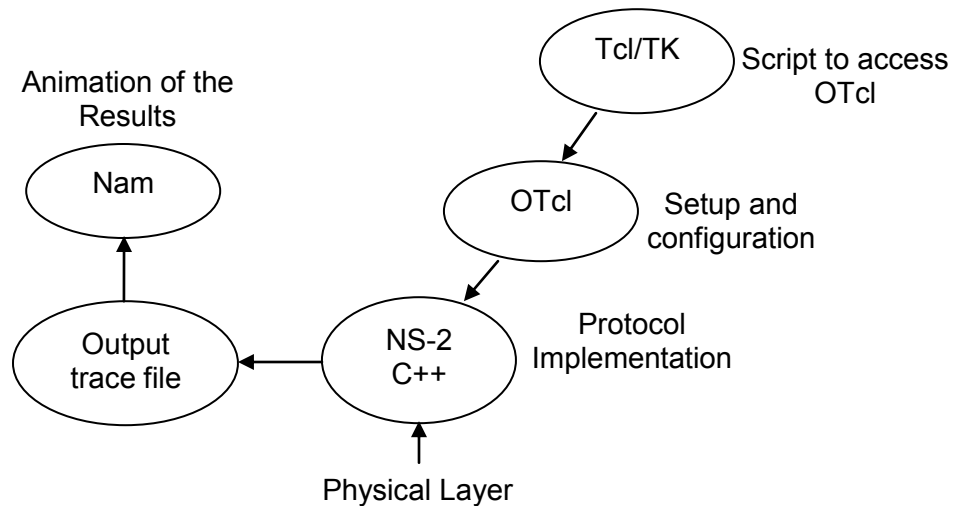 Tcl/TK
Script to access
OTcl
Animation of the
Results
Nam
OTcl
Setup and
configuration
Output
trace file
NS-2
C++
Protocol
Implementation
Physical Layer